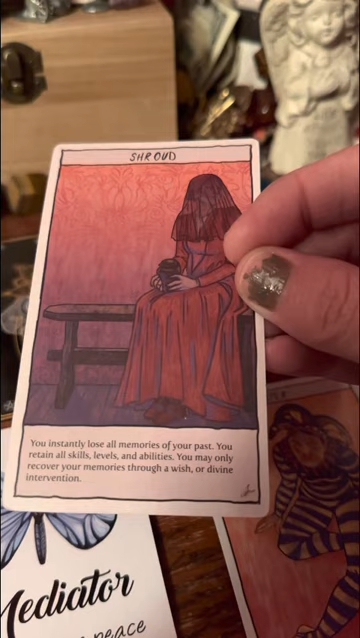 SHROUD
You instantly lose all memories of your past. You
retain all skills, levels, and abilities. You may only
recover your memories through a wish, or divine
intervention.
Mediator
peace